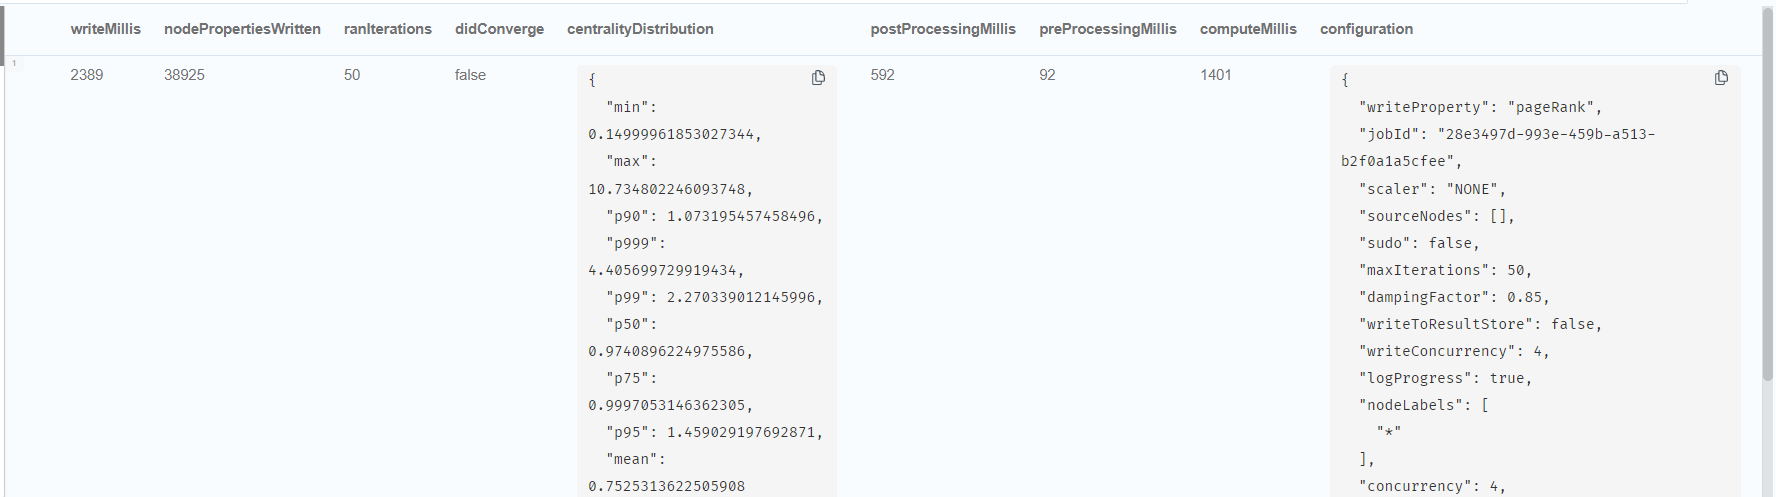 writeMillis nodePropertiesWritten ranIterations didConverge centralityDistribution postProcessingMillis preProcessingMillis computeMillis configuration
1
2389 38925 50 false 592 92 1401
{
"min":
0.14999961853027344,
"max":
10.734802246093748,
"p90": 1.073195457458496,
"p999":
4.405699729919434,
"p99": 2.270339012145996,
"p50":
0.9740896224975586,
"p75":
0.9997053146362305,
"p95": 1.459029197692871,
"mean":
0.7525313622505908
{
"writeProperty": "pageRank",
"jobId": "28e3497d-993e-459b-a513-
b2f0a1a5cfee",
"scaler": "NONE",
"sourceNodes": [],
"sudo": false,
"maxIterations": 50,
"dampingFactor": 0.85,
"writeToResultStore": false,
"writeConcurrency": 4,
"logProgress": true,
"nodeLabels": [
"*"
],
"concurrency": 4,